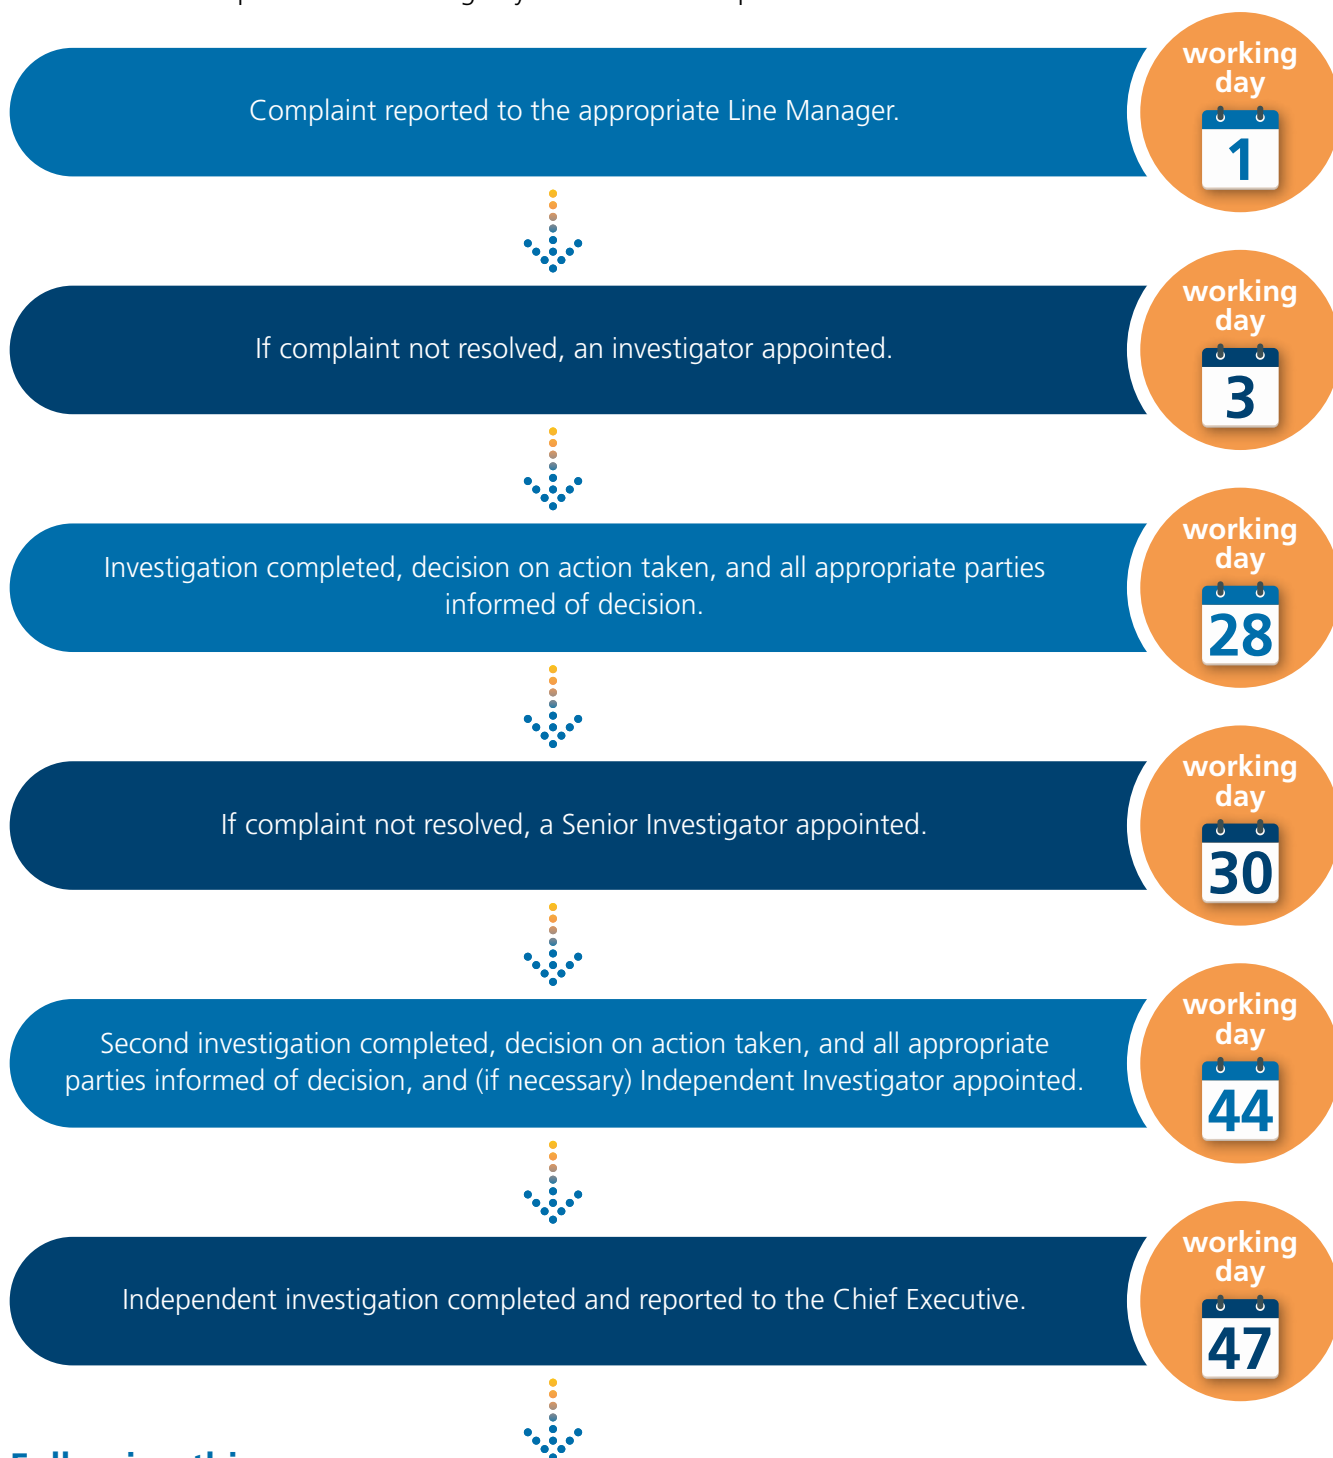 Complaint reported to the appropriate Line Manager.
working
day
1
If complaint not resolved, an investigator appointed.
working
day
3
Investigation completed, decision on action taken, and all appropriate parties
informed of decision.
working
day
28
If complaint not resolved, a Senior Investigator appointed.
working
day
30
Second investigation completed, decision on action taken, and all appropriate
parties informed of decision, and (if necessary) Independent Investigator appointed.
working
day
44
Independent investigation completed and reported to the Chief Executive.
working
day
47